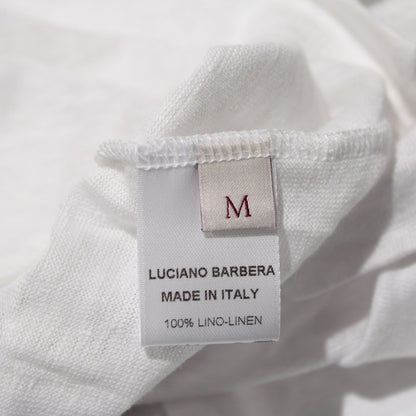 M
LUCIANO BARBERA
MADE IN ITALY
100% LINO-LINEN